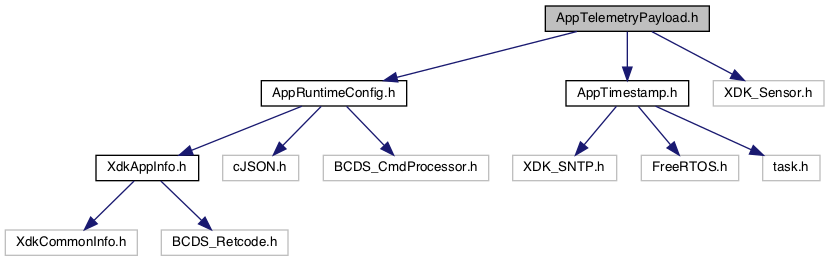 AppTelemetryPayload.h
AppRuntimeConfig.h
AppTimestamp.h
XDK_Sensor.h
XdkAppInfo.h
cJSON.h
BCDS_CmdProcessor.h
XDK_SNTP.h
FreeRTOS.h
task.h
XdkCommonInfo.h
BCDS_Retcode.h